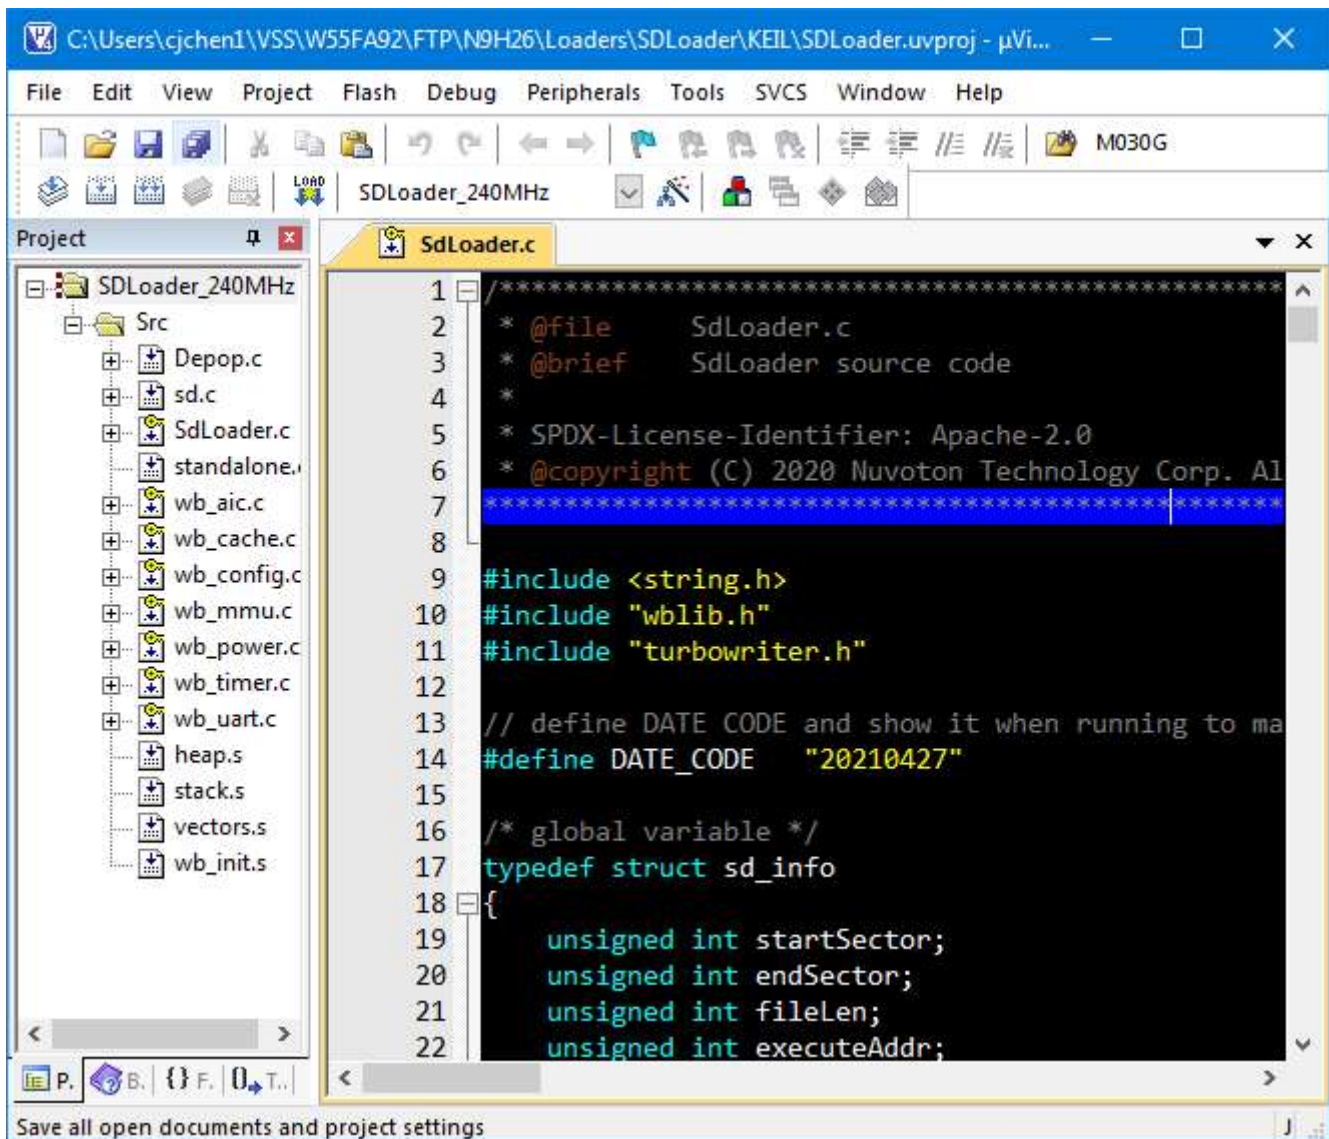 C:\Users\cjchen1\VSS\W55FA92\FTP\N9H26\Loaders\SDLoader\KEIL\SDLoader.uvproj - µVi...
File Edit View Project Flash Debug Peripherals Tools SVCS Window Help
M030G
LOAD SDLoader_240MHz
Project
SDLoader_240MHz
Src
Depop.c
sd.c
SdLoader.c
standalone.
wb_aic.c
wb_cache.c
wb_config.c
wb_mmu.c
wb_power.c
wb_timer.c
wb_uart.c
heap.s
stack.s
vectors.s
wb_init.s
P. B. {} F. 0 T..
SdLoader.c
1 /*************************************************
2 * @file SdLoader.c
3 * @brief SdLoader source code
4 *
5 * SPDX-License-Identifier: Apache-2.0
6 * @copyright (C) 2020 Nuvoton Technology Corp. Al
7 **************************************************
8
9 #include <string.h>
10 #include "wblib.h"
11 #include "turbowriter.h"
12
13 // define DATE CODE and show it when running to ma
14 #define DATE_CODE "20210427"
15
16 /* global variable */
17 typedef struct sd_info
18 {
19 unsigned int startSector;
20 unsigned int endSector;
21 unsigned int fileLen;
22 unsigned int executeAddr;
Save all open documents and project settings J